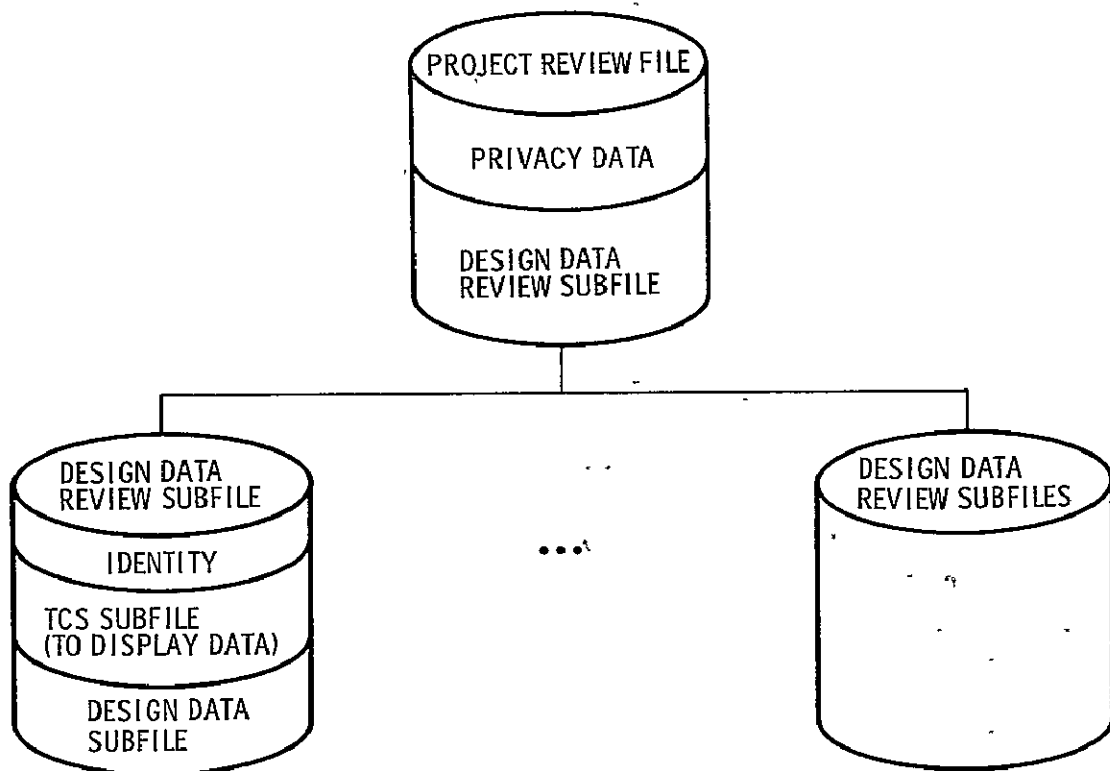 PROJECT REVIEW FILE
PRIVACY DATA
DESIGN DATA
REVIEW SUBFILE
DESIGN DATA
REVIEW SUBFILE
IDENTITY
TCS SUBFILE
(TO DISPLAY DATA)
DESIGN DATA
SUBFILE
•••
DESIGN DATA
REVIEW SUBFILES